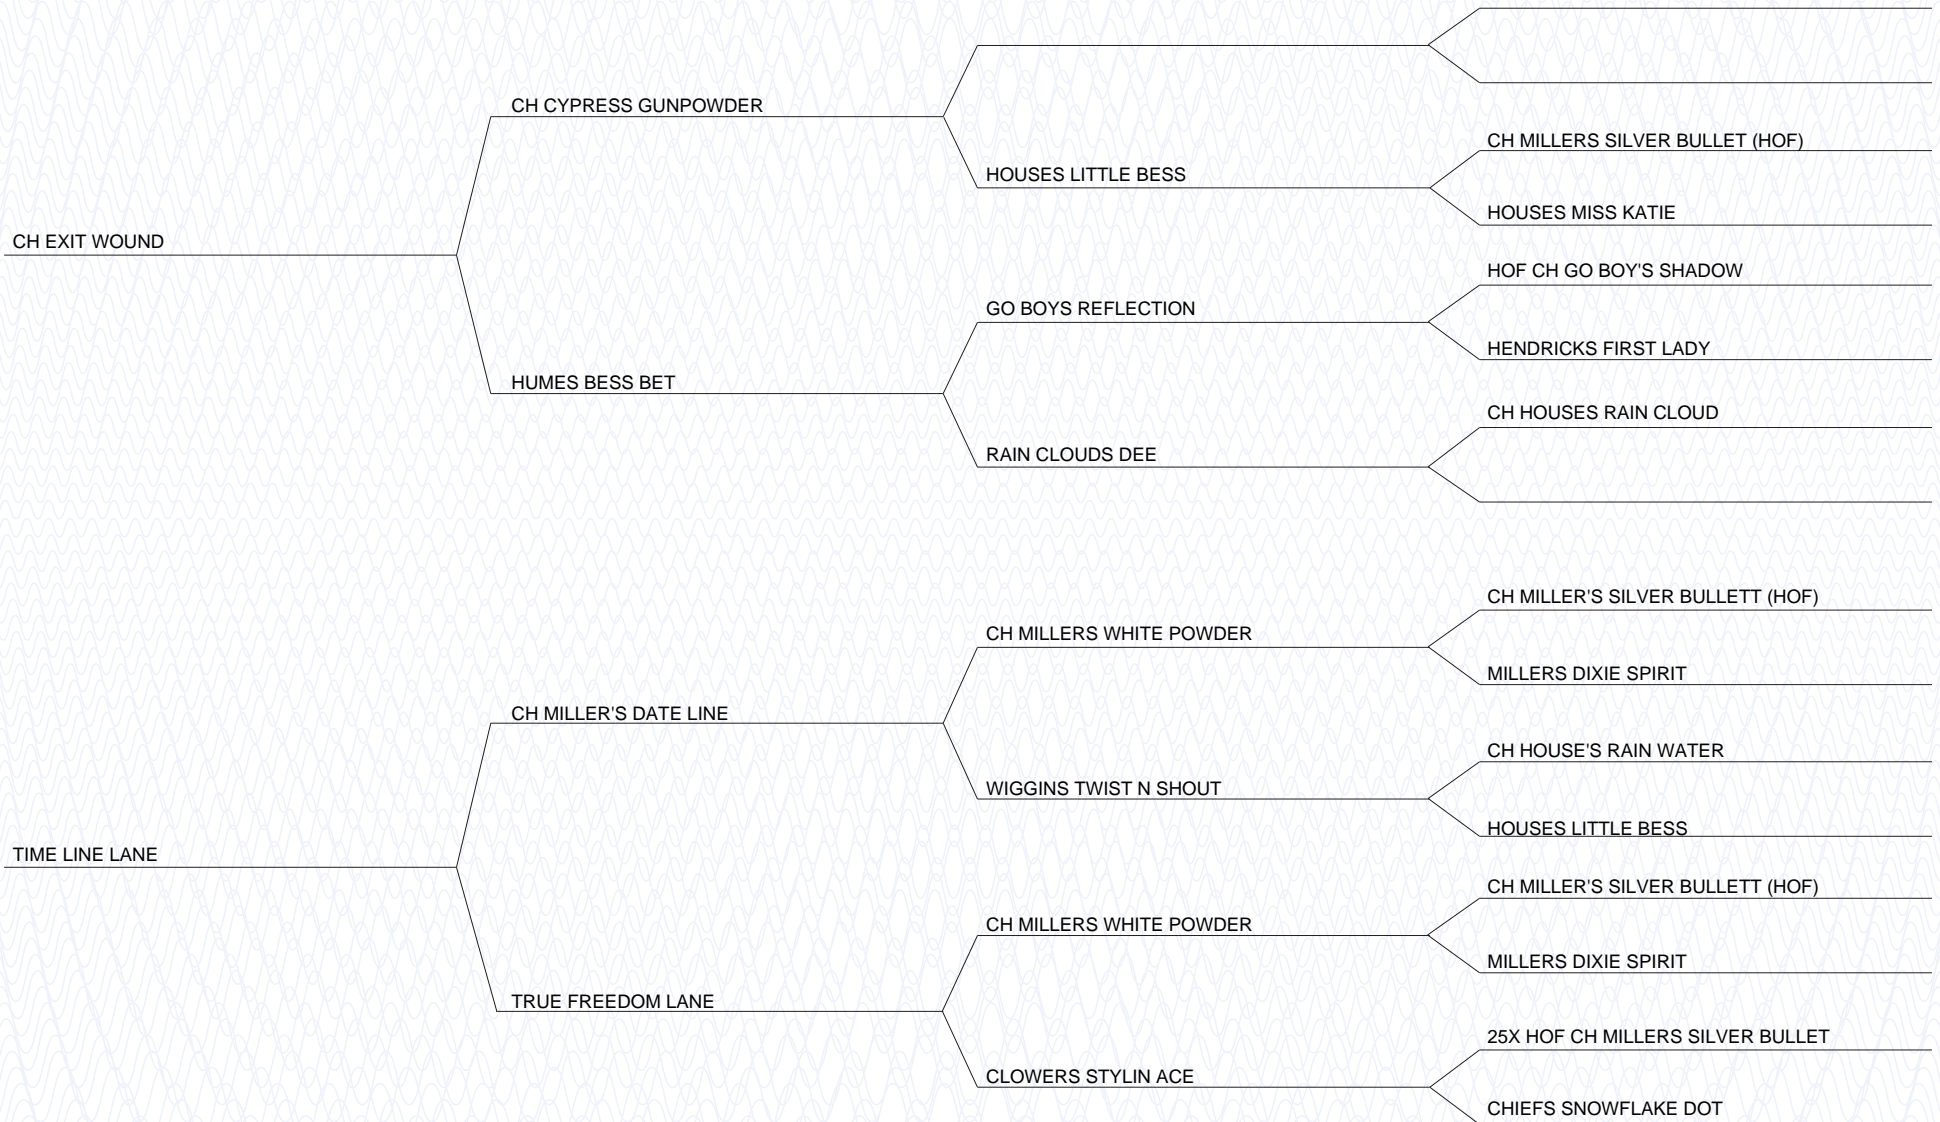 CH CYPRESS GUNPOWDER
CH MILLERS SILVER BULLET (HOF)
HOUSES LITTLE BESS
HOUSES MISS KATIE
CH EXIT WOUND
HOF CH GO BOY'S SHADOW
GO BOYS REFLECTION
HENDRICKS FIRST LADY
HUMES BESS BET
CH HOUSES RAIN CLOUD
RAIN CLOUDS DEE
CH MILLER'S SILVER BULLETT (HOF)
CH MILLERS WHITE POWDER
MILLERS DIXIE SPIRIT
CH MILLER'S DATE LINE
CH HOUSE'S RAIN WATER
WIGGINS TWIST N SHOUT
HOUSES LITTLE BESS
TIME LINE LANE
CH MILLER'S SILVER BULLETT (HOF)
CH MILLERS WHITE POWDER
MILLERS DIXIE SPIRIT
TRUE FREEDOM LANE
25X HOF CH MILLERS SILVER BULLET
CLOWERS STYLIN ACE
CHIEFS SNOWFLAKE DOT